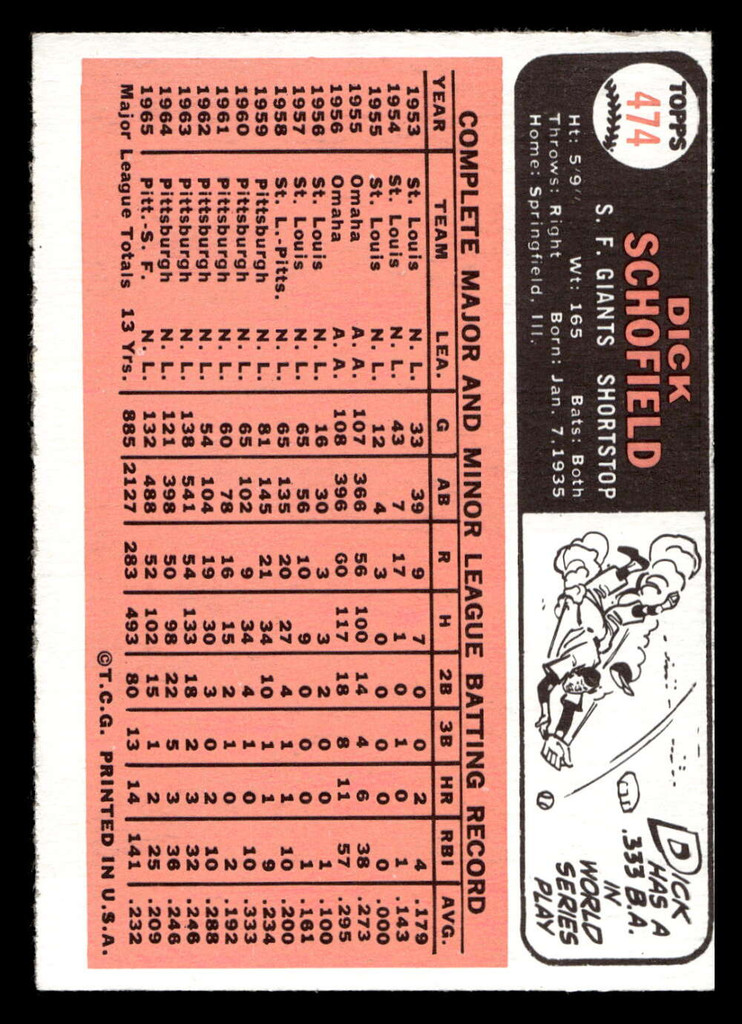 TOPPS
474
DICK
SCHOFIELD
S. F. GIANTS SHORTSTOP
Ht: 5'9" Wt: 165 Bats: Both
Throws: Right Born: Jan. 7, 1935
Home: Springfield, Ill.
DICK
HAS A
.333 B.A.
IN
WORLD
SERIES
PLAY
COMPLETE MAJOR AND MINOR LEAGUE BATTING RECORD
YEAR TEAM LEA. G AB R H 2B 3B HR RBI AVG.
1953 St. Louis N. L. 33 39 9 7 0 0 2 4 .179
1954 St. Louis N. L. 43 7 17 1 0 1 0 1 .143
1955 St. Louis N. L. 12 4 3 0 0 0 0 0 .000
1955 Omaha A. A. 107 366 56 100 14 4 6 38 .273
1956 Omaha A. A. 108 396 60 117 18 8 11 57 .295
1956 St. Louis N. L. 16 30 3 3 2 0 0 1 .100
1957 St. Louis N. L. 65 56 10 9 0 0 0 1 .161
1958 St. L.-Pitts. N. L. 65 135 20 27 4 1 1 10 .200
1959 Pittsburgh N. L. 81 145 21 34 10 1 1 9 .234
1960 Pittsburgh N. L. 65 102 9 34 4 1 0 10 .333
1961 Pittsburgh N. L. 60 78 16 15 2 1 0 2 .192
1962 Pittsburgh N. L. 54 104 19 30 3 0 2 10 .288
1963 Pittsburgh N. L. 138 541 54 133 18 2 3 32 .246
1964 Pittsburgh N. L. 121 398 50 98 22 5 3 36 .246
1965 Pitt.-S. F. N. L. 132 488 52 102 15 1 2 25 .209
Major League Totals 13 Yrs. 885 2127 283 493 80 13 14 141 .232
©T.C.G. PRINTED IN U.S.A.